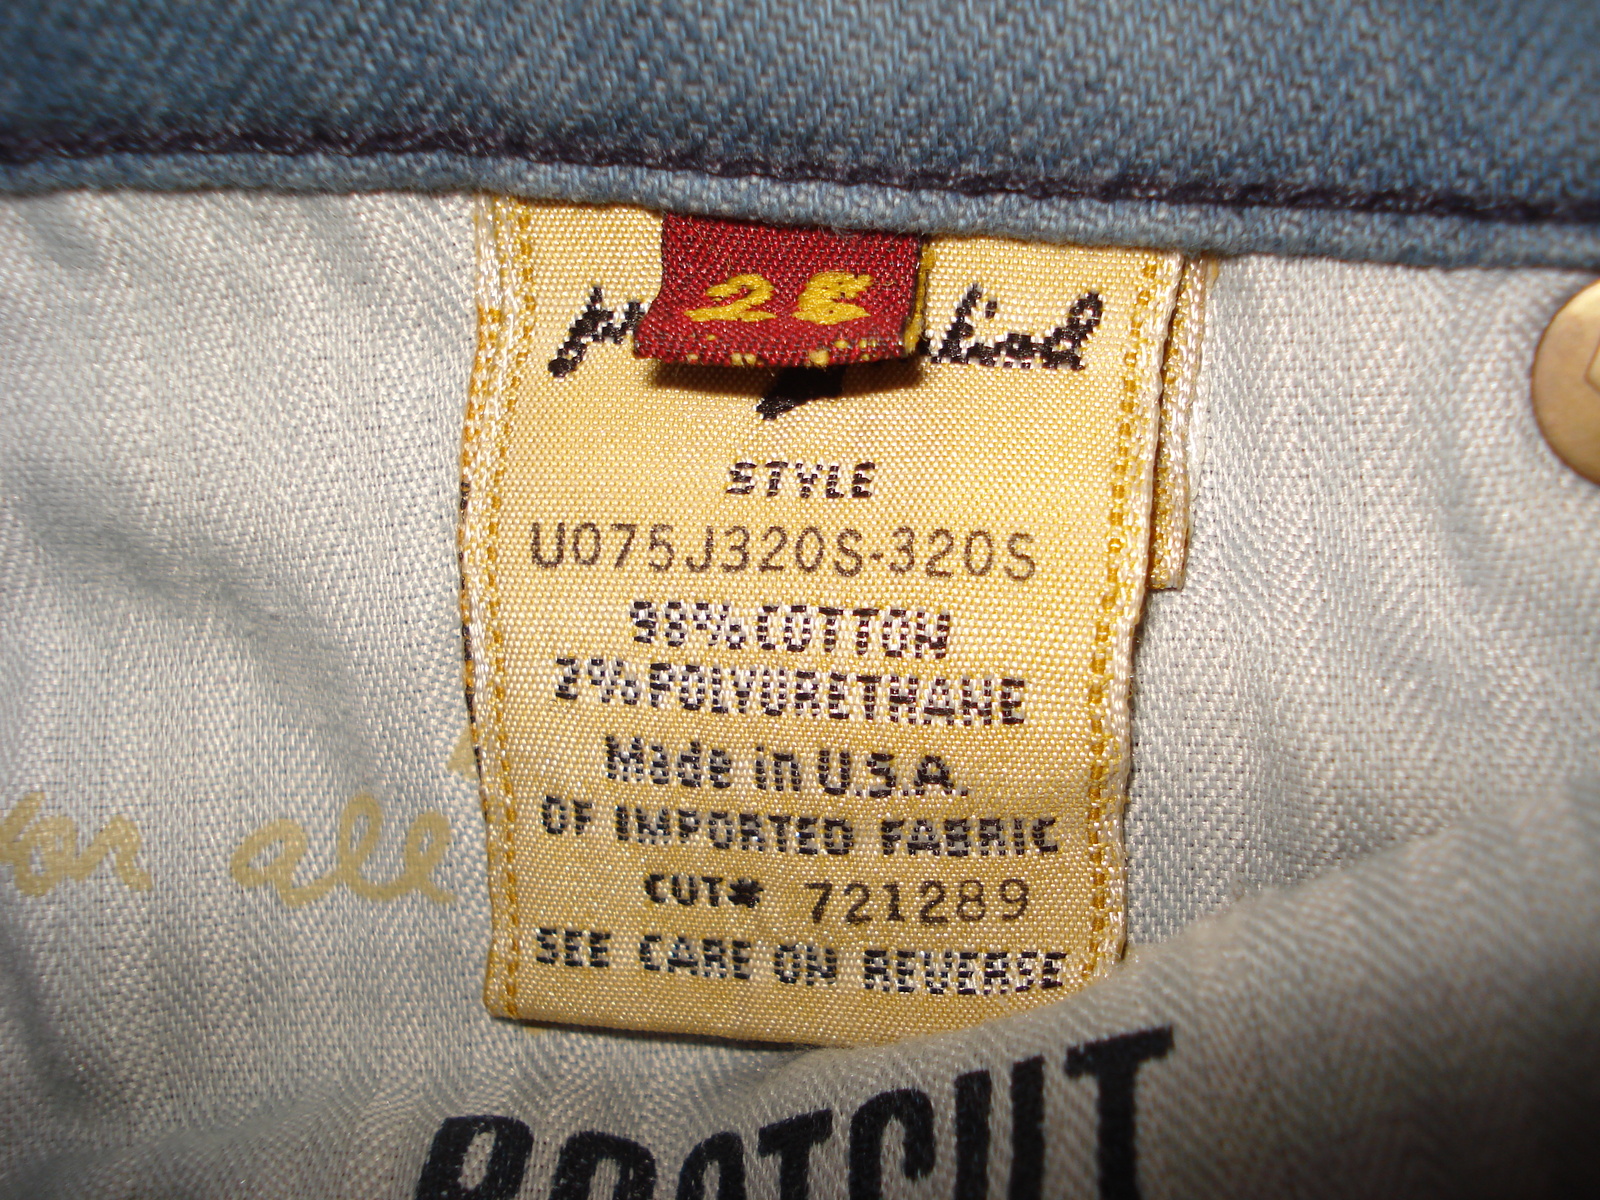 28
STYLE
U075J320S-320S
98% COTTON
2% POLYURETHANE
Made in U.S.A.
OF IMPORTED FABRIC
CUT# 721289
SEE CARE ON REVERSE
for all
BOOTCUT